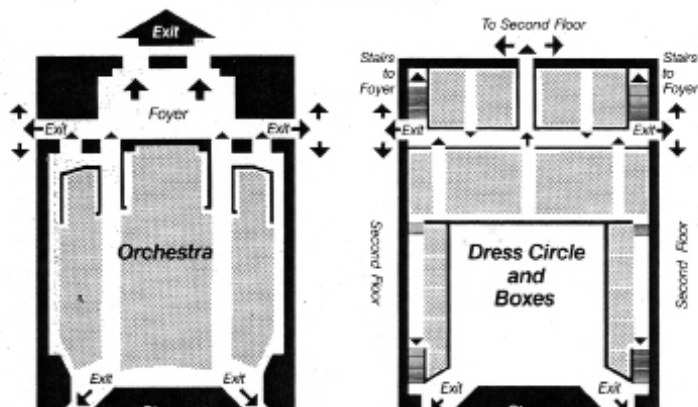 Exit
Foyer
Exit
Exit
Orchestra
Exit
Exit
To Second Floor
Stairs
to
Foyer
Stairs
to
Foyer
Exit
Exit
Second Floor
Dress Circle
and
Boxes
Second Floor
Exit
Exit